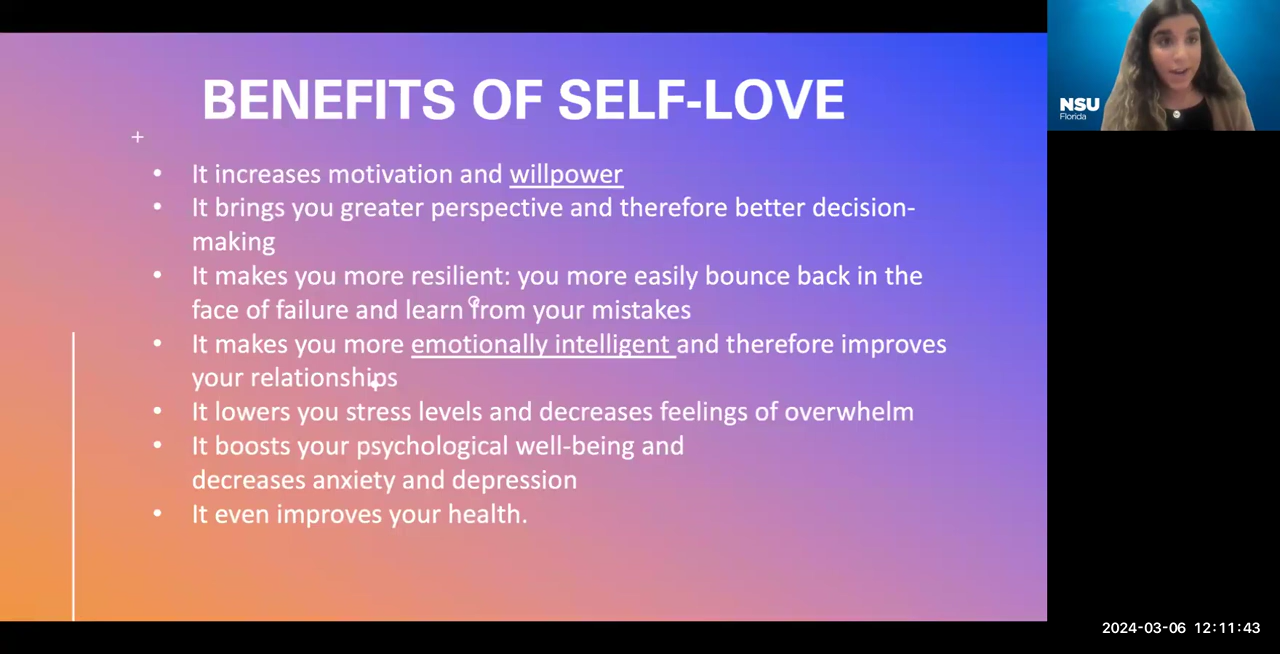 BENEFITS OF SELF-LOVE
It increases motivation and willpower
It brings you greater perspective and therefore better decision-
making
It makes you more resilient: you more easily bounce back in the
face of failure and learn from your mistakes
It makes you more emotionally intelligent and therefore improves
your relationships
It lowers you stress levels and decreases feelings of overwhelm
It boosts your psychological well-being and
decreases anxiety and depression
It even improves your health.
NSU
Florida
2024-03-06 12:11:43